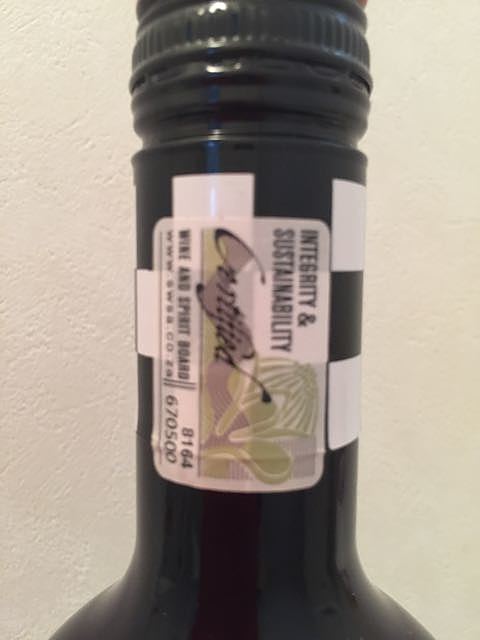 INTEGRITY &
SUSTAINABILITY
Certified
WINE AND SPIRIT BOARD
www.swsa.co.za
8164
670500